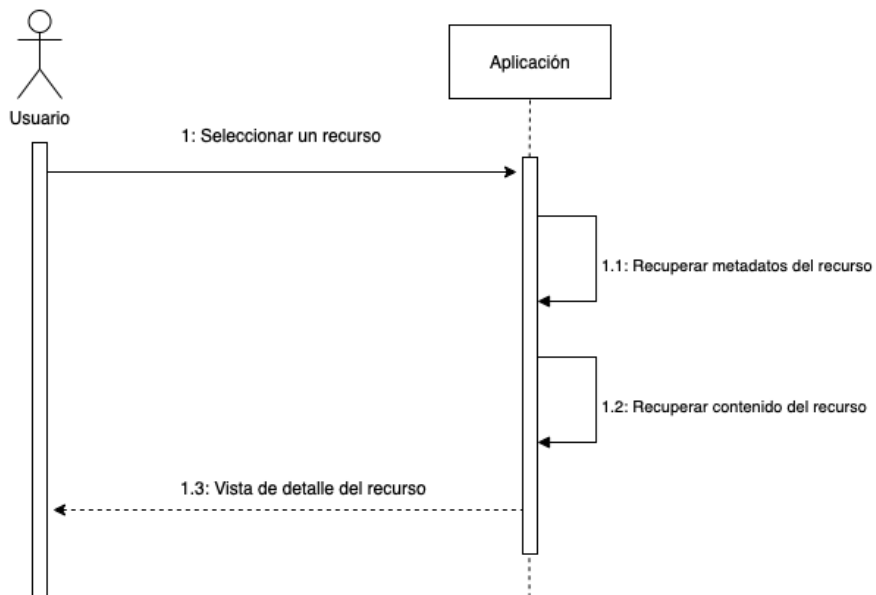 Aplicación
Usuario
1: Seleccionar un recurso
1.1: Recuperar metadatos del recurso
1.2: Recuperar contenido del recurso
1.3: Vista de detalle del recurso